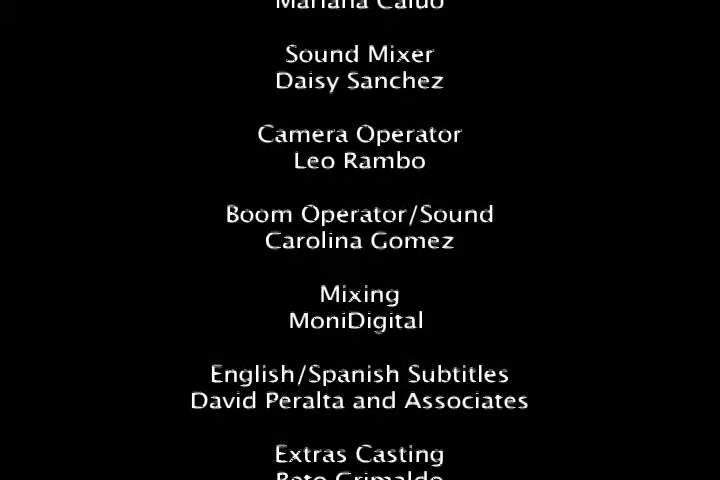 Mariana
Sound Mixer
Daisy Sanchez
Camera Operator
Leo Rambo
Boom Operator/Sound
Carolina Gomez
Mixing
MoniDigital
English/Spanish Subtitles
David Peralta and Associates
Extras Casting